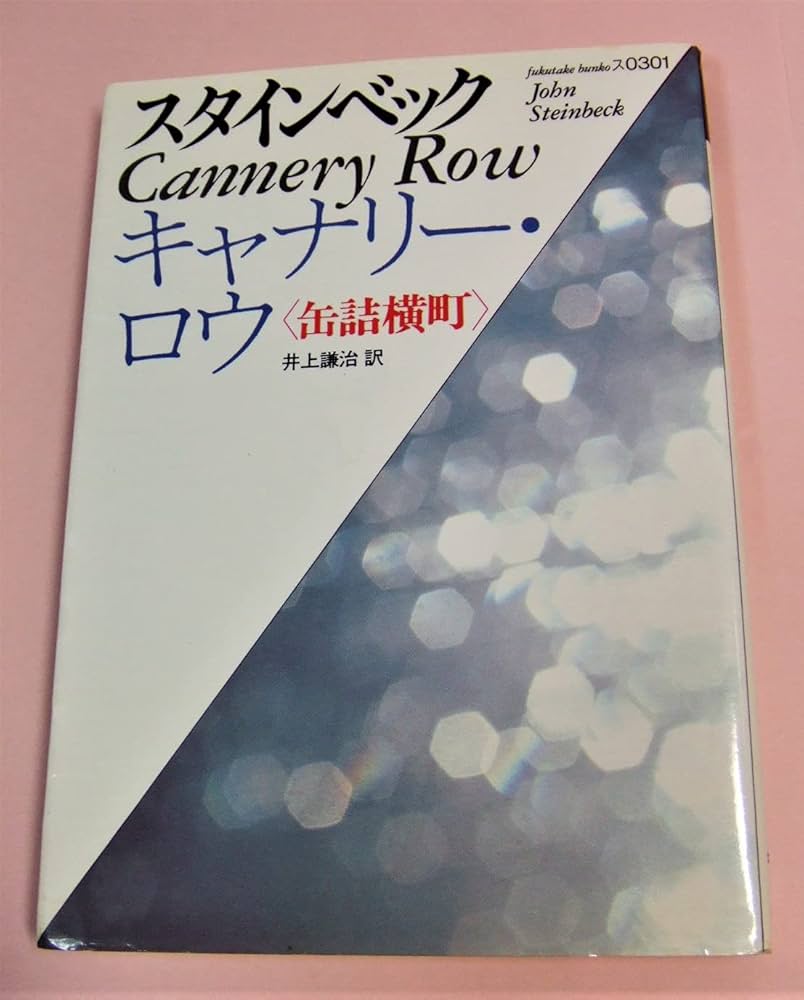 fukutake bunko ス0301
John
Steinbeck
スタインベック
Cannery Row
キャナリー・
ロウ〈缶詰横町〉
井上謙治 訳